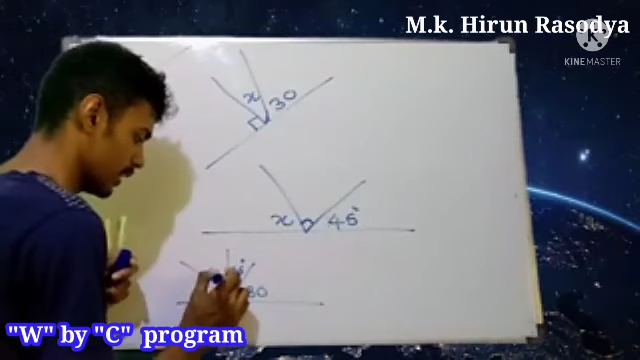 M.k. Hirun Rasodya
KINEMASTER
x
30
x
45°
30
"W" by "C" program